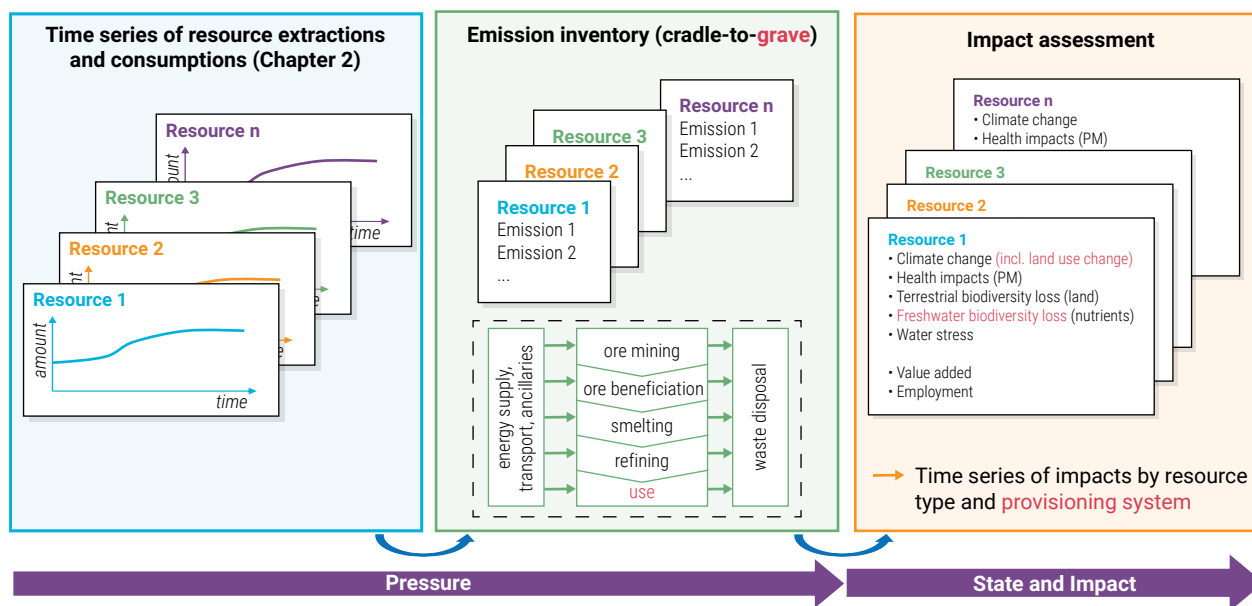 Time series of resource extractions
and consumptions (Chapter 2)
Resource n
time
Resource 3
Resource 2
Resource 1
amount
time
Emission inventory (cradle-to-grave)
Resource n
Emission 1
Emission 2
...
Resource 3
Resource 2
Resource 1
Emission 1
Emission 2
...
energy supply,
transport, ancillaries
ore mining
ore beneficiation
smelting
refining
use
waste disposal
Impact assessment
Resource n
• Climate change
• Health impacts (PM)
Resource 3
Resource 2
Resource 1
• Climate change (incl. land use change)
• Health impacts (PM)
• Terrestrial biodiversity loss (land)
• Freshwater biodiversity loss (nutrients)
• Water stress
• Value added
• Employment
Time series of impacts by resource
type and provisioning system
Pressure
State and Impact